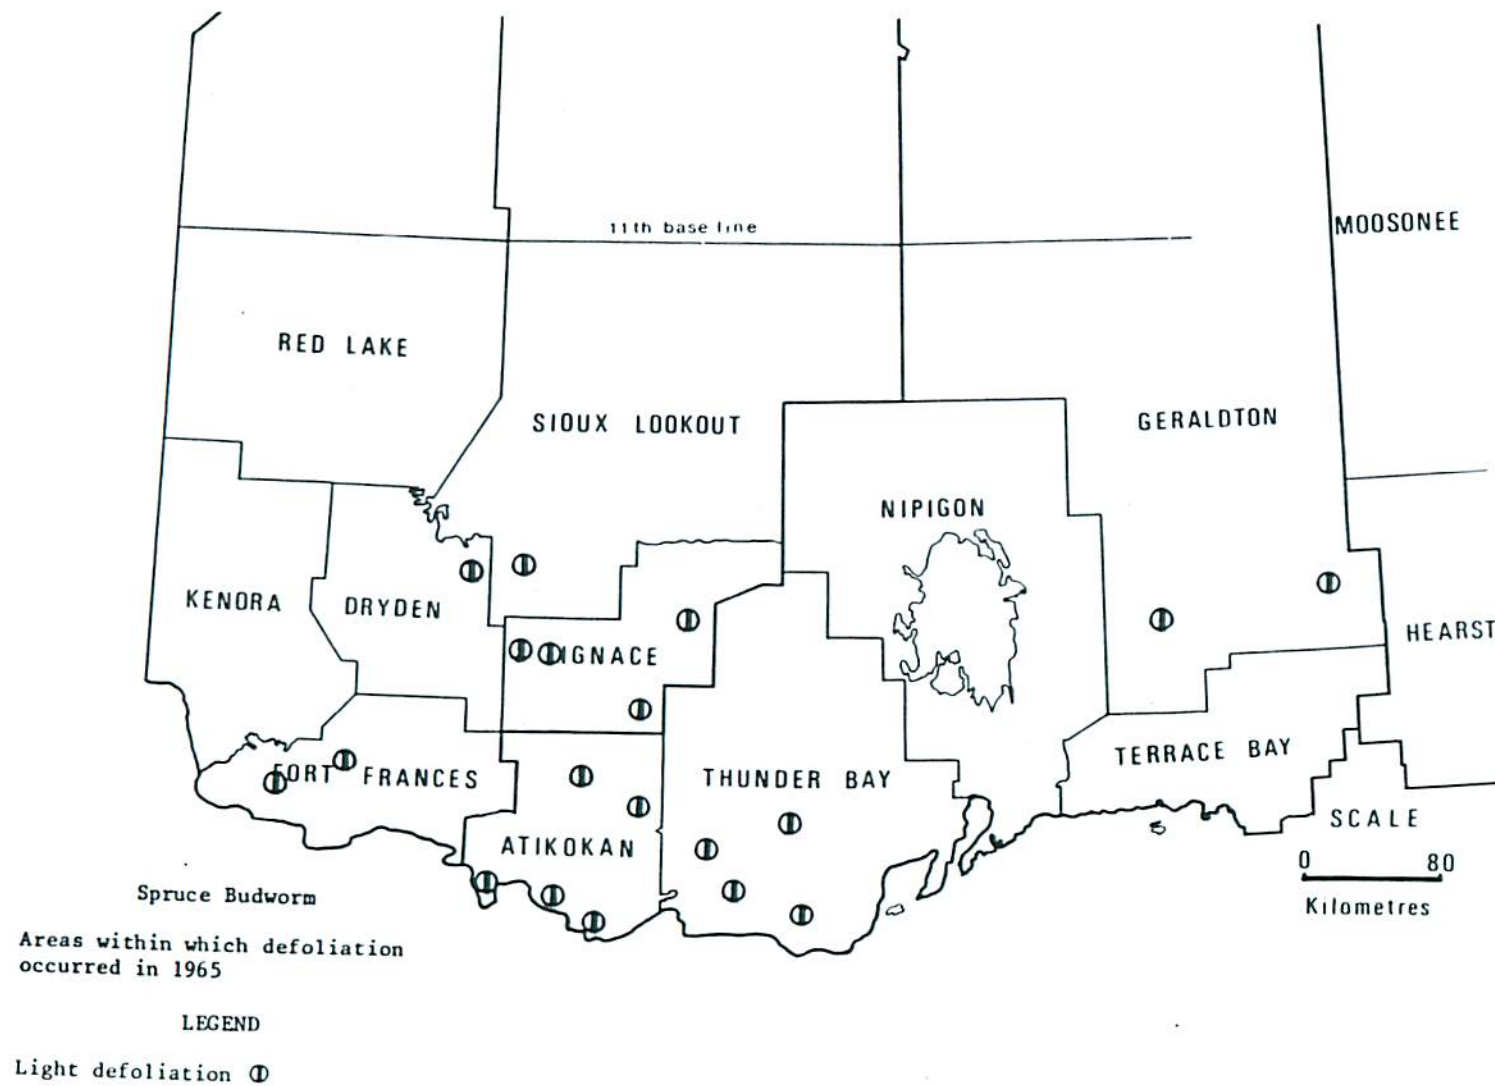 11th base line
MOOSONEE
RED LAKE
SIOUX LOOKOUT
GERALDTON
NIPIGON
KENORA
DRYDEN
IGNACE
HEARST
FORT FRANCES
THUNDER BAY
TERRACE BAY
ATIKOKAN
SCALE
0 80
Kilometres
Spruce Budworm
Areas within which defoliation
occurred in 1965
LEGEND
Light defoliation